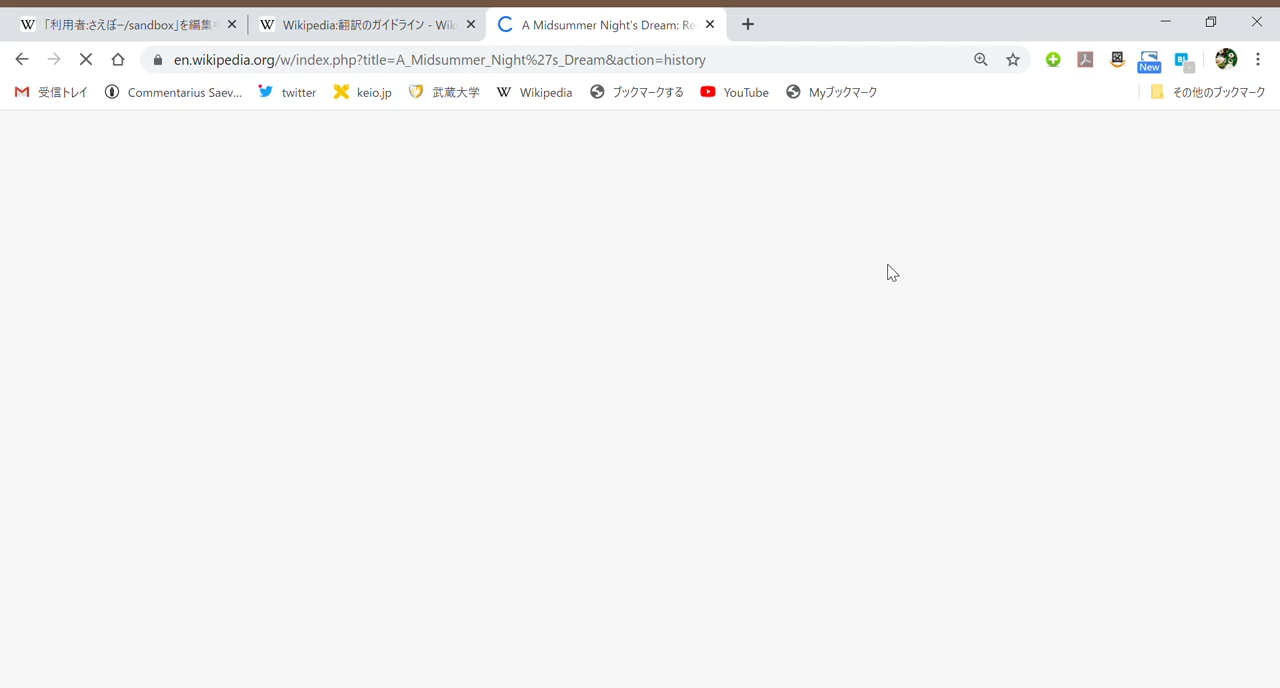 「利用者:さえぼー/sandbox」を編集中
Wikipedia:翻訳のガイドライン - Wiki
A Midsummer Night's Dream: Re
en.wikipedia.org/w/index.php?title=A_Midsummer_Night%27s_Dream&action=history
New
受信トレイ
Commentarius Saev...
twitter
keio.jp
武蔵大学
Wikipedia
ブックマークする
YouTube
Myブックマーク
その他のブックマーク